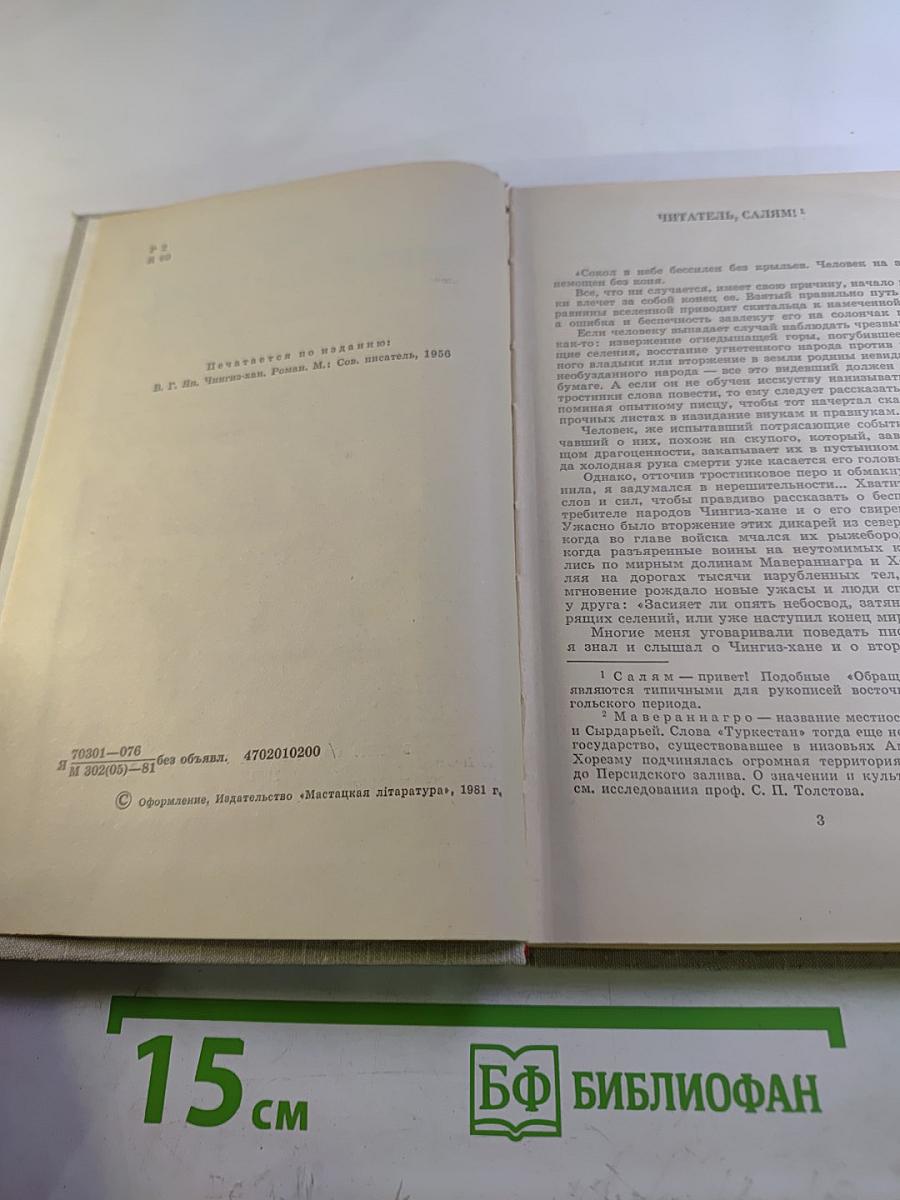 Р 2
Я 60
Печатается по изданию:
В. Г. Ян. Чингиз-хан. Роман. М.: Сов. писатель, 1956
Я 70301—076 без объявл. 4702010200
М 302(05)—81
© Оформление, Издательство «Мастацкая літаратура», 1981 г.
ЧИТАТЕЛЬ, САЛЯМ! 1
«Сокол в небе бессилен без крыльев. Человек на з
немощен без коня.
Все, что ни случается, имеет свою причину, начало
ки влечет за собой конец ее. Взятый правильно путь
равнины вселенной приводит скитальца к намеченной
а ошибка и беспечность завлекут его на солончак
Если человеку выпадает случай наблюдать чрезвы
как-то: извержение огнедышащей горы, погубившее
щие селения, восстание угнетенного народа против
ного владыки или вторжение в земли родины невид
необузданного народа — все это видевший должен
бумаге. А если он не обучен исскуству нанизыват
тростинки слова повести, то ему следует рассказать
поминая опытному писцу, чтобы тот начертал ска
прочных листах в назидание внукам и правнукам.
Человек, же испытавший потрясающие событи
чавший о них, похож на скупого, который, зав
щом драгоценности, закапывает их в пустынном
да холодная рука смерти уже касается его головы
Однако, отточив тростниковое перо и обмакну
нила, я задумался в нерешительности... Хватит
слов и сил, чтобы правдиво рассказать о бесп
требителе народов Чингиз-хане и о его свире
Ужасно было вторжение этих дикарей из север
когда во главе войска мчался их рыжебород
когда разъяренные воины на неутомимых к
лись по мирным долинам Мавераннагра и Х
ляя на дорогах тысячи изрубленных тел,
мгновение рождало новые ужасы и люди сп
у друга: «Засияет ли опять небосвод, затян
рящих селений, или уже наступил конец мир
Многие меня уговаривали поведать пис
я знал и слышал о Чингиз-хане и о втор
1 Салям — привет! Подобные «Обращ
являются типичными для рукописей восточ
гольского периода.
2 Мавераннагро — название местнос
и Сырдарьей. Слова «Туркестан» тогда еще не
государство, существовавшее в низовьях Ам
Хорезму подчинялась огромная территория
до Персидского залива. О значении и культ
см. исследования проф. С. П. Толстова.
3
15 см
БФ БИБЛИОФАН